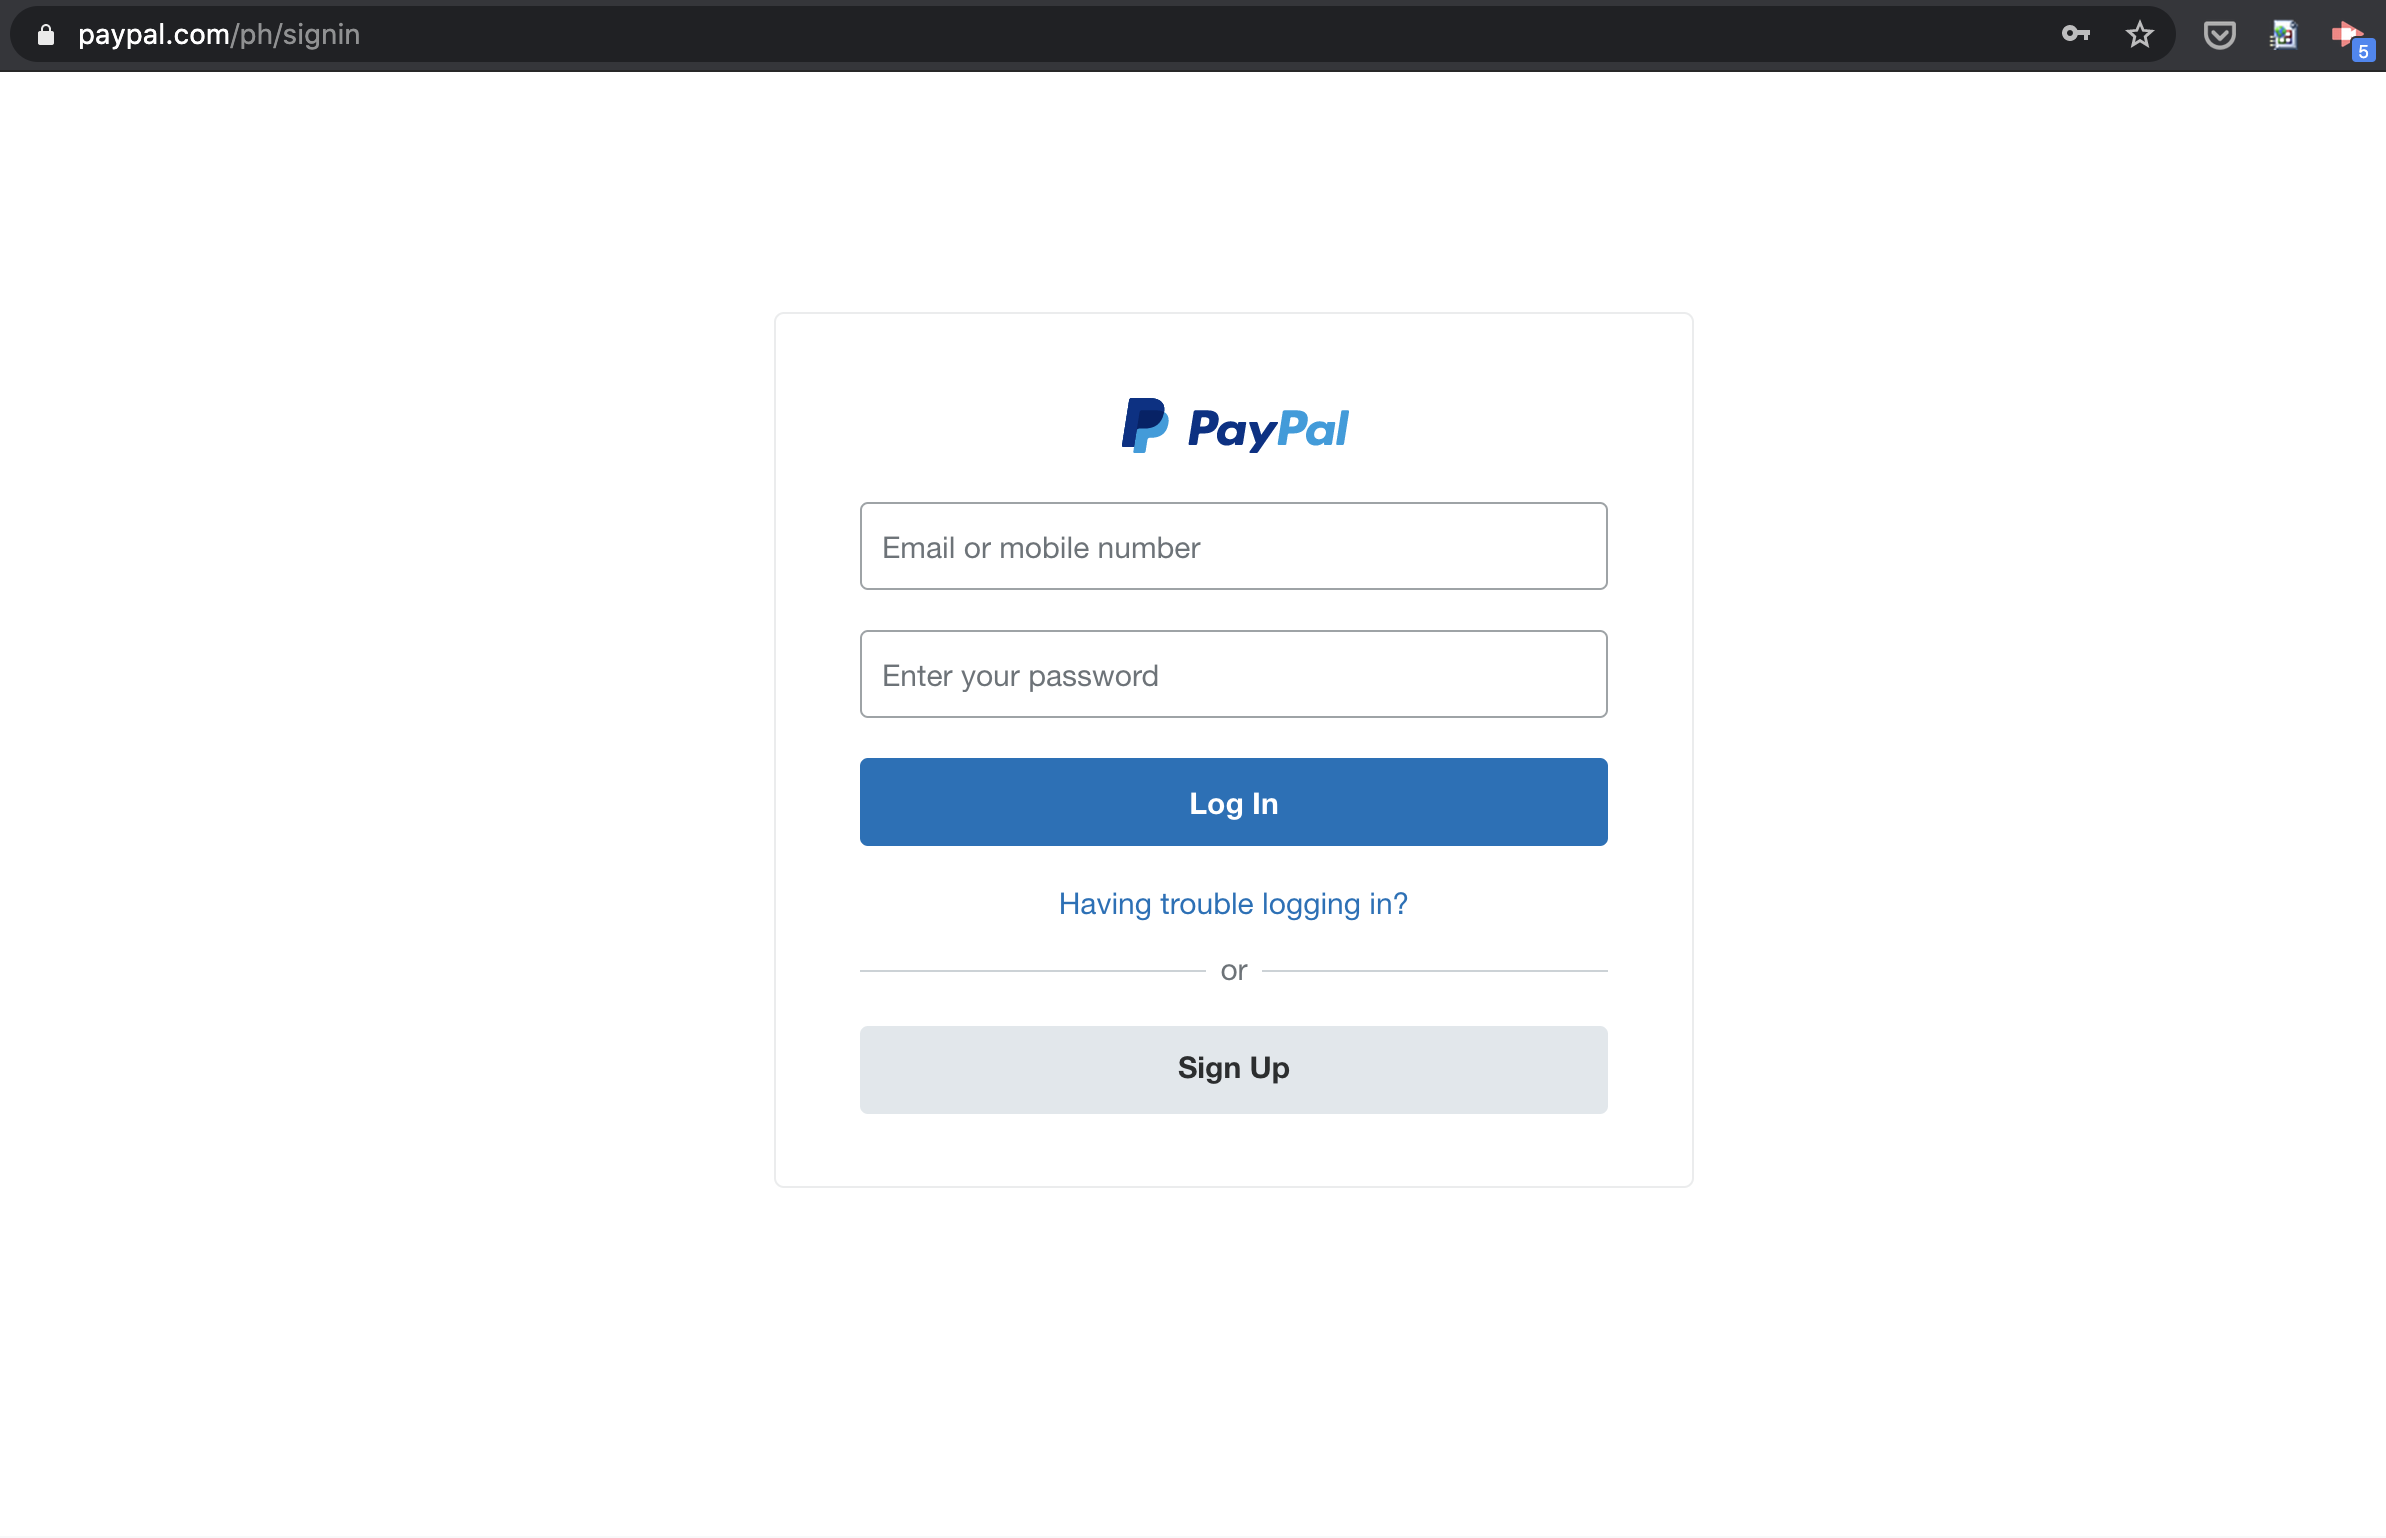 paypal.com/ph/signin
5
PayPal
Email or mobile number
Enter your password
Log In
Having trouble logging in?
or
Sign Up